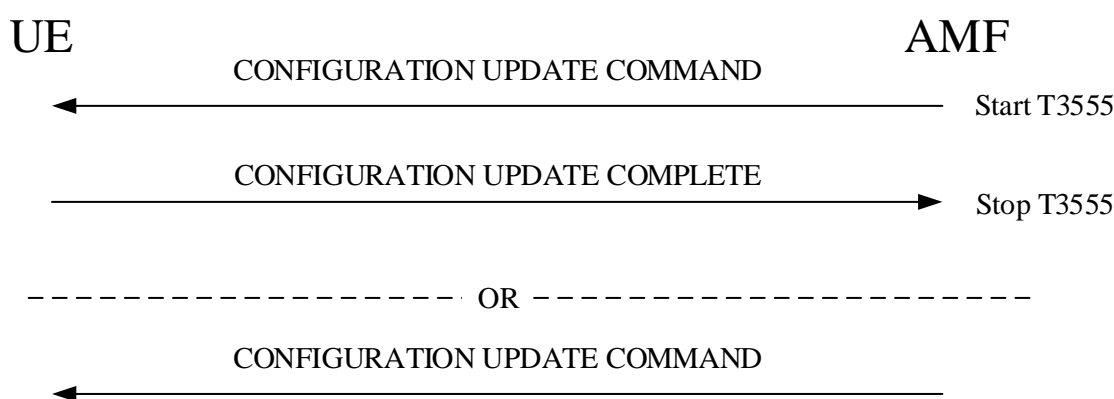 UE AMF
CONFIGURATION UPDATE COMMAND
Start T3555
CONFIGURATION UPDATE COMPLETE
Stop T3555
OR
CONFIGURATION UPDATE COMMAND